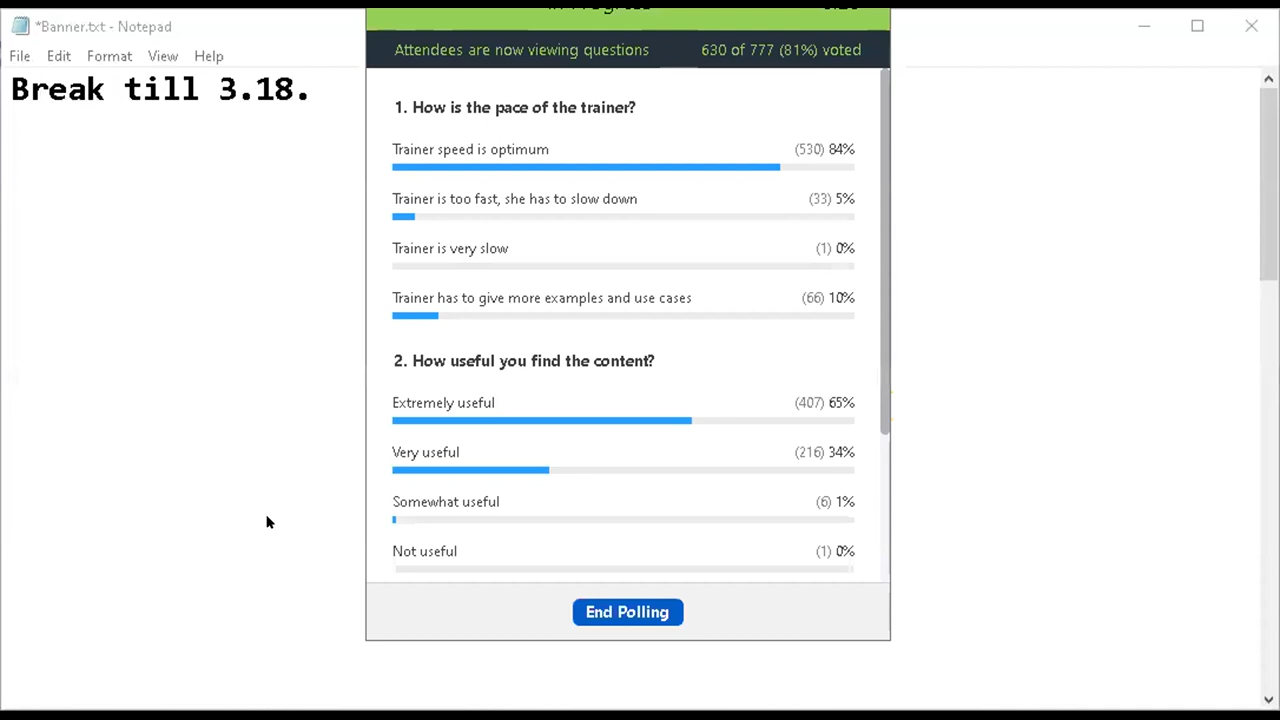 *Banner.txt - Notepad
File Edit Format View Help
Break till 3.18.
Attendees are now viewing questions 630 of 777 (81%) voted
1. How is the pace of the trainer?
Trainer speed is optimum (530) 84%
Trainer is too fast, she has to slow down (33) 5%
Trainer is very slow (1) 0%
Trainer has to give more examples and use cases (66) 10%
2. How useful you find the content?
Extremely useful (407) 65%
Very useful (216) 34%
Somewhat useful (6) 1%
Not useful (1) 0%
End Polling